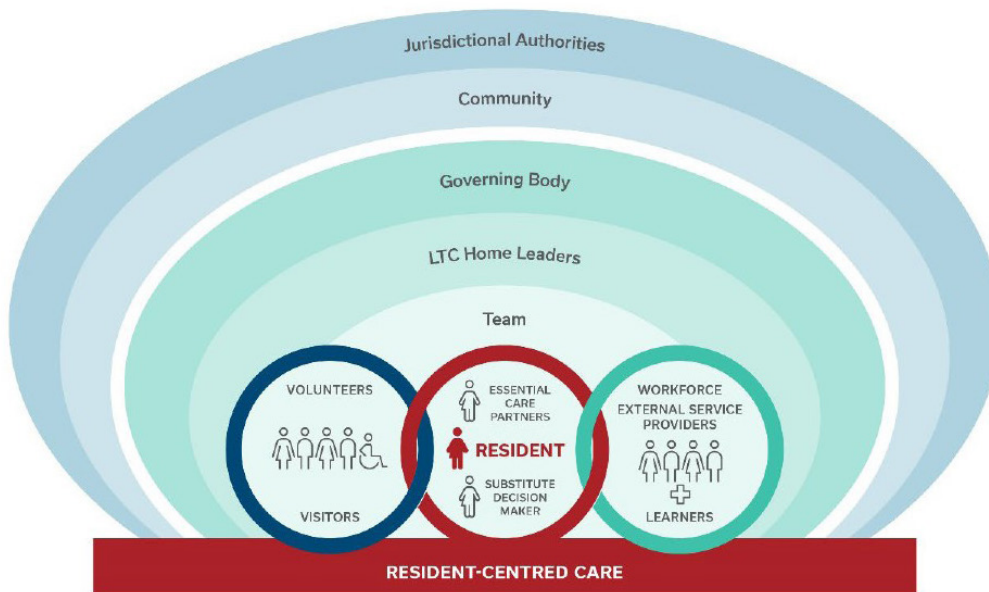 Jurisdictional Authorities
Community
Governing Body
LTC Home Leaders
Team
VOLUNTEERS
VISITORS
ESSENTIAL
CARE
PARTNERS
RESIDENT
SUBSTITUTE
DECISION
MAKER
WORKFORCE
EXTERNAL SERVICE
PROVIDERS
LEARNERS
RESIDENT-CENTRED CARE